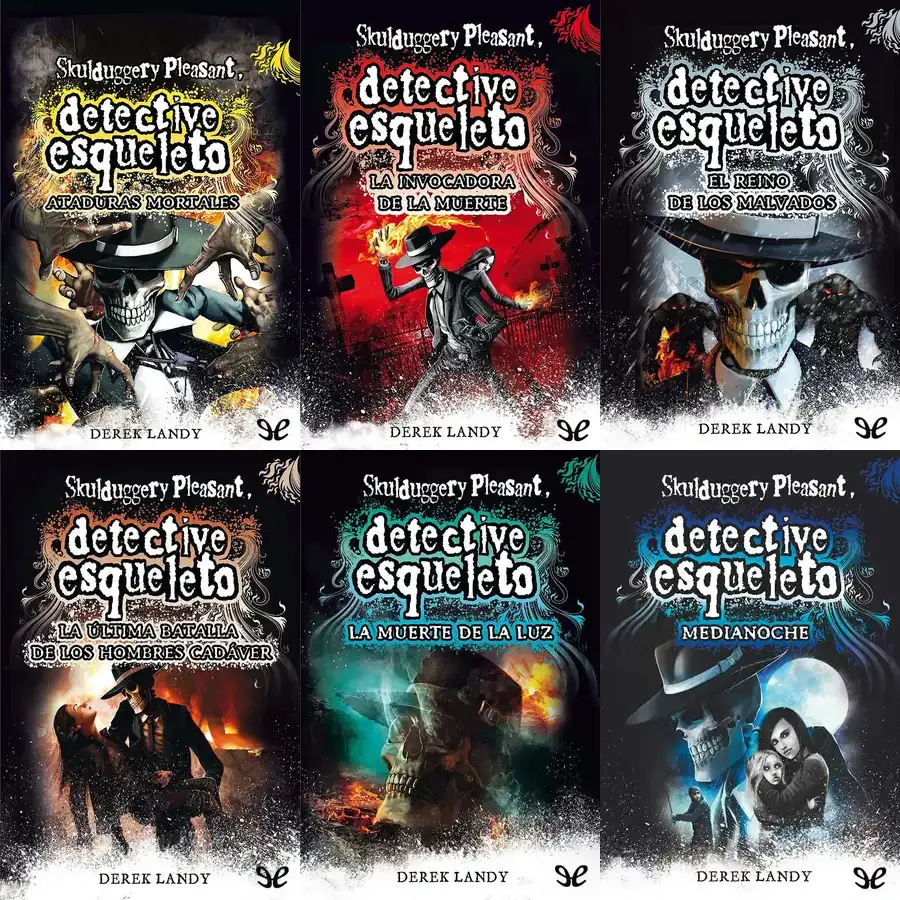 Skulduggery Pleasant,
detective
esqueleto
ATADURAS MORTALES
DEREK LANDY
Skulduggery Pleasant,
detective
esqueleto
LA INVOCADORA
DE LA MUERTE
DEREK LANDY
Skulduggery Pleasant,
detective
esqueleto
EL REINO
DE LOS MALVADOS
DEREK LANDY
Skulduggery Pleasant,
detective
esqueleto
LA ÚLTIMA BATALLA
DE LOS HOMBRES CADÁVER
DEREK LANDY
Skulduggery Pleasant,
detective
esqueleto
LA MUERTE DE LA LUZ
DEREK LANDY
Skulduggery Pleasant,
detective
esqueleto
MEDIANOCHE
DEREK LANDY